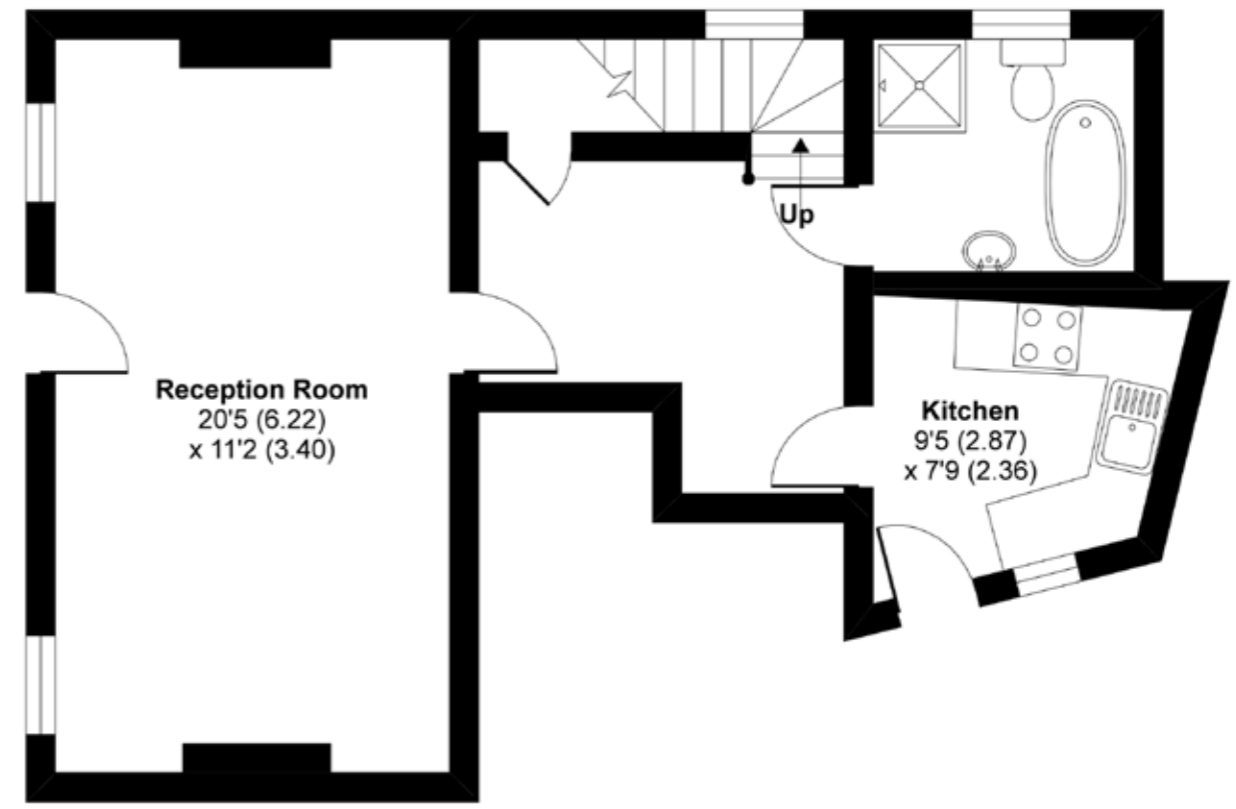 Up
Reception Room
20'5 (6.22)
x 11'2 (3.40)
Kitchen
9'5 (2.87)
x 7'9 (2.36)